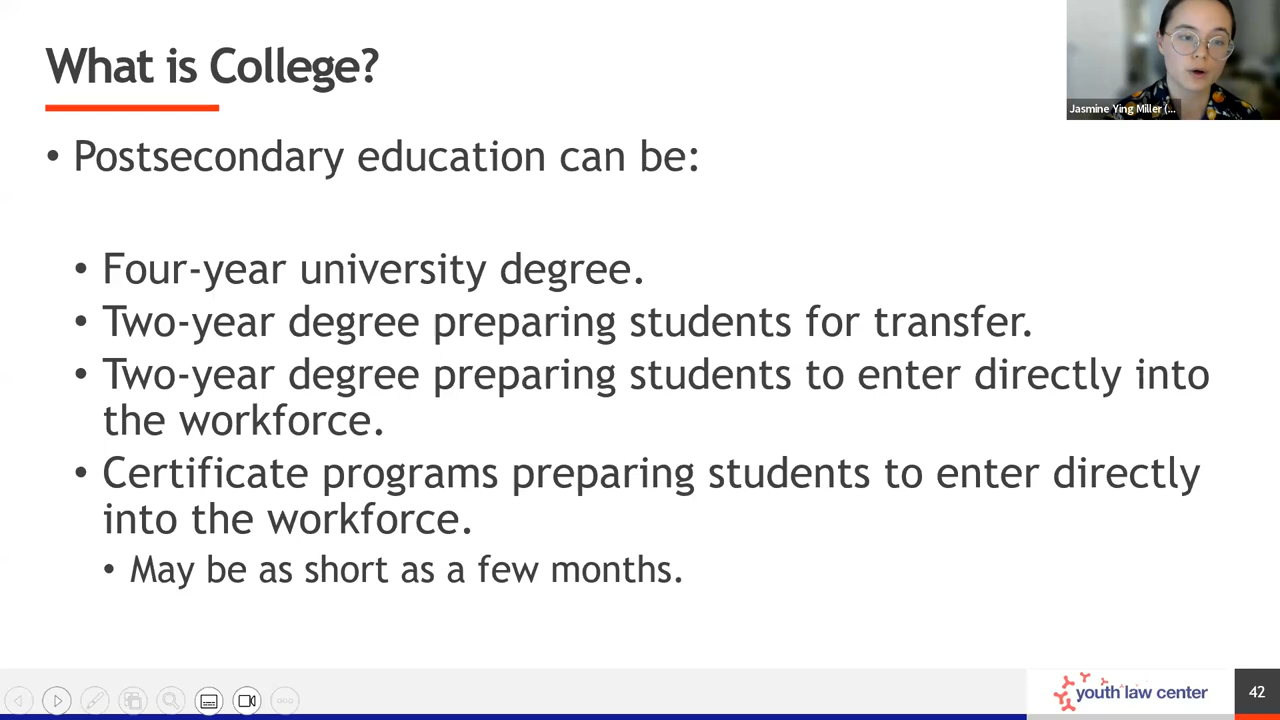 What is College?
Jasmine Ying Miller (...
• Postsecondary education can be:
• Four-year university degree.
• Two-year degree preparing students for transfer.
• Two-year degree preparing students to enter directly into
the workforce.
• Certificate programs preparing students to enter directly
into the workforce.
• May be as short as a few months.
youth law center
42